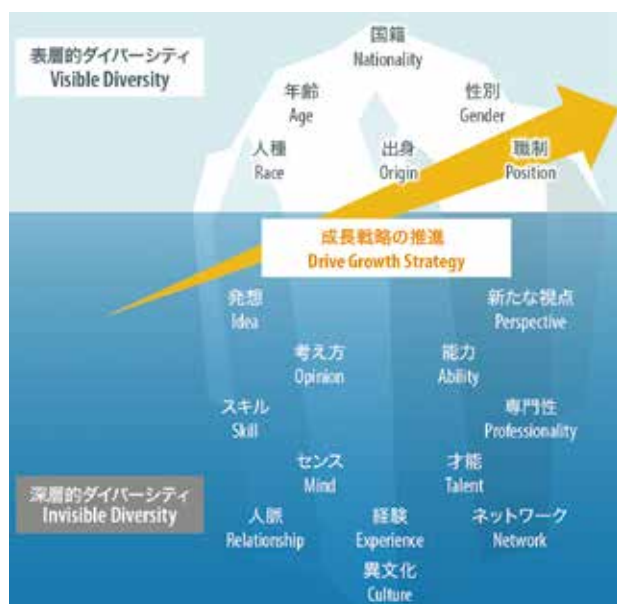 表層的ダイバーシティ
Visible Diversity
国籍
Nationality
年齢
Age
性別
Gender
人種
Race
出身
Origin
職制
Position
成長戦略の推進
Drive Growth Strategy
発想
Idea
新たな視点
Perspective
考え方
Opinion
能力
Ability
スキル
Skill
専門性
Professionality
センス
Mind
才能
Talent
深層的ダイバーシティ
Invisible Diversity
人脈
Relationship
経験
Experience
ネットワーク
Network
異文化
Culture